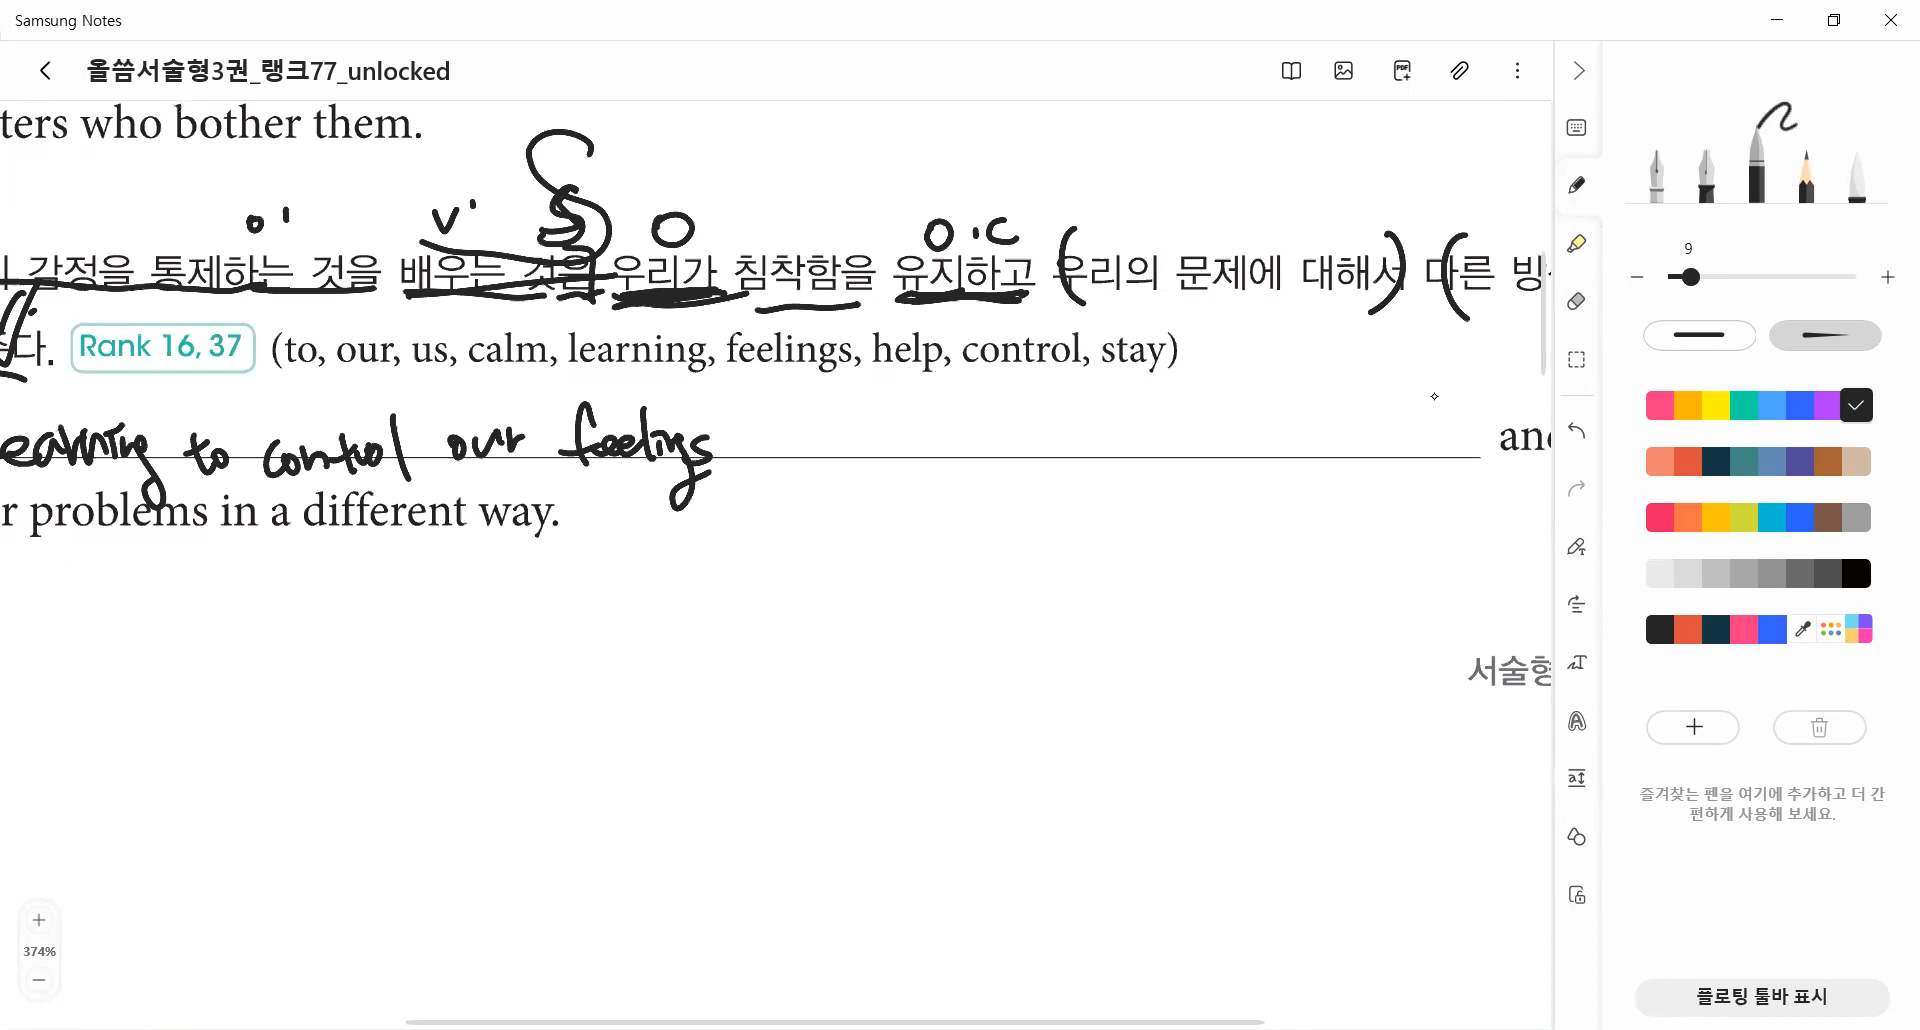 Samsung Notes
올씀서술형3권_랭크77_unlocked
ters who bother them.
o' v' S O O.C
감정을 통제하는 것을 배우는 것은 우리가 침착함을 유지하고 (우리의 문제에 대해서) (다른
다. Rank 16, 37 (to, our, us, calm, learning, feelings, help, control, stay)
earning to control our feelings
r problems in a different way.
서술형
9
즐겨찾는 펜을 여기에 추가하고 더 간
편하게 사용해 보세요.
374%
플로팅 툴바 표시